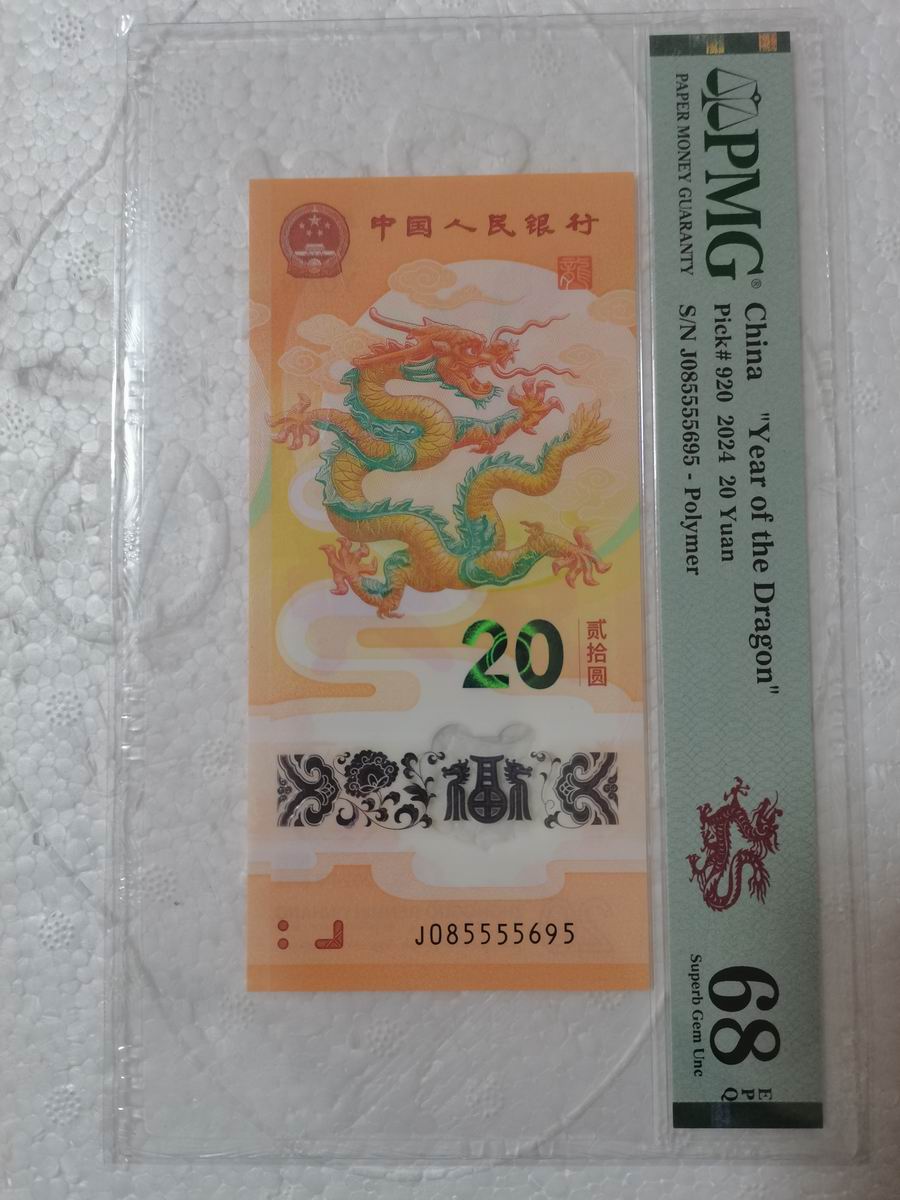 中国人民银行
龍
20
贰拾圆
福
J085555695
PMG®
PAPER MONEY GUARANTY
China "Year of the Dragon"
Pick# 920 2024 20 Yuan
S/N J085555695 - Polymer
68 EPQ
Superb Gem Unc